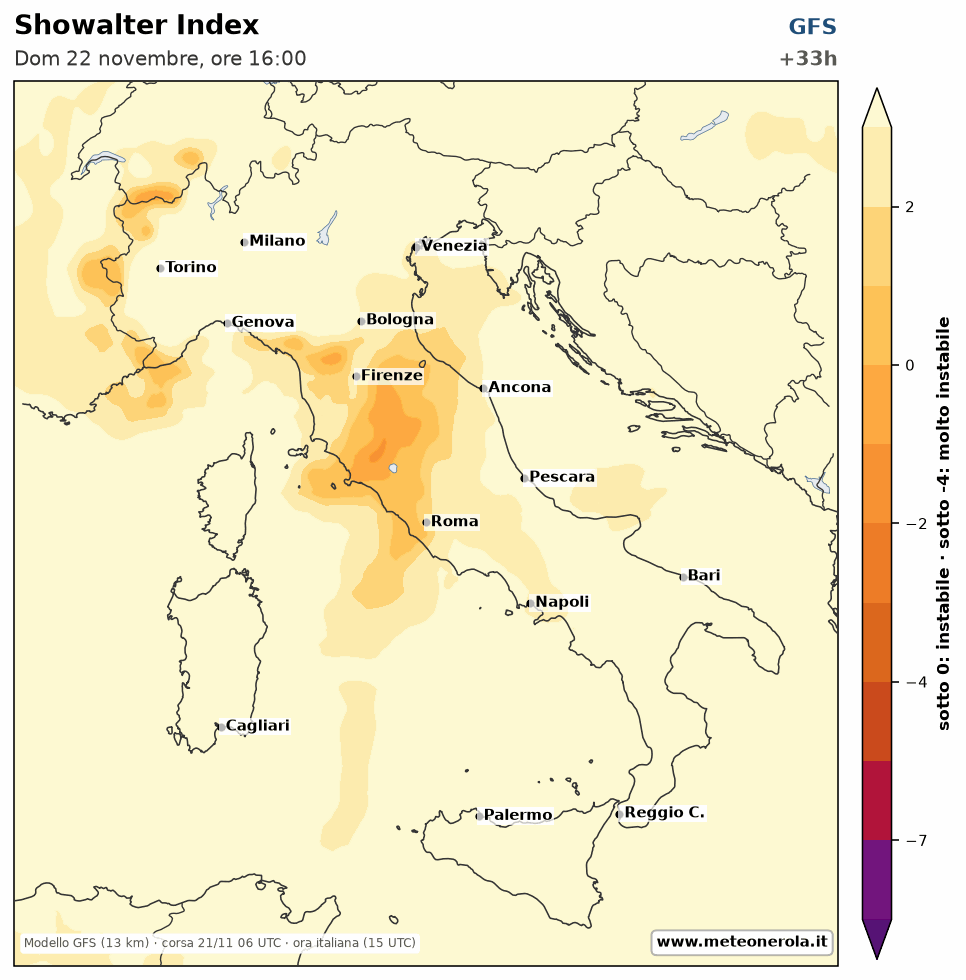 Showalter Index
GFS
Dom 22 novembre, ore 16:00
+33h
Milano
Venezia
Torino
Genova
Bologna
Firenze
Ancona
Pescara
Roma
Bari
Napoli
Cagliari
Palermo
Reggio C.
2
0
−2
−4
−7
sotto 0: instabile · sotto -4: molto instabile
Modello GFS (13 km) · corsa 21/11 06 UTC · ora italiana (15 UTC)
www.meteonerola.it